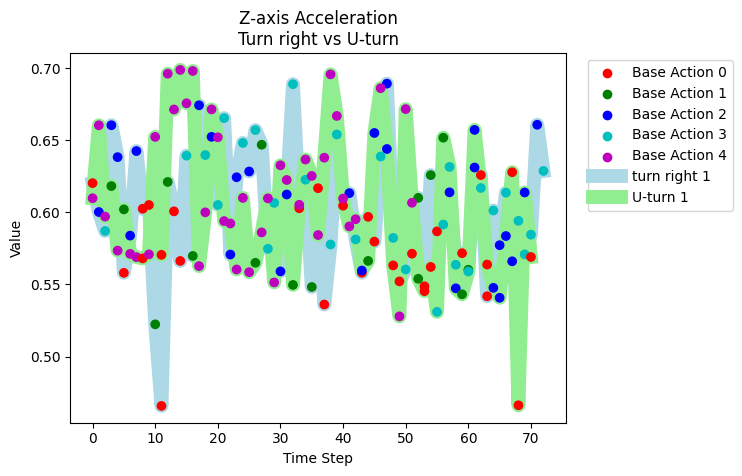 Z-axis Acceleration
Turn right vs U-turn
Value
0.70
0.65
0.60
0.55
0.50
0
10
20
30
40
50
60
70
Time Step
Base Action 0
Base Action 1
Base Action 2
Base Action 3
Base Action 4
turn right 1
U-turn 1